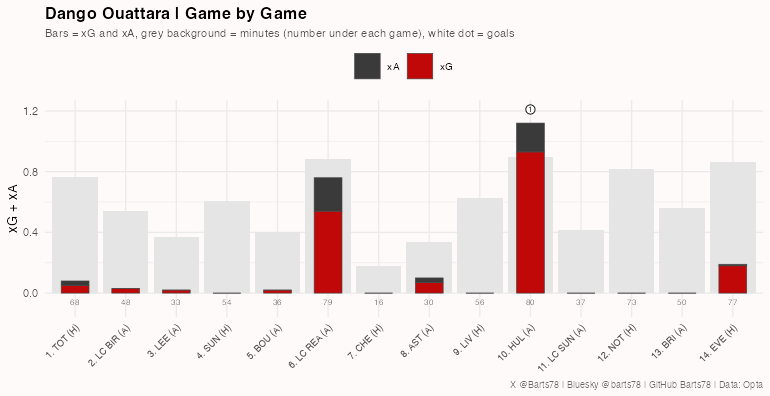 Dango Ouattara | Game by Game
Bars = xG and xA, grey background = minutes (number under each game), white dot = goals
xA xG
xG + xA
1.2
0.8
0.4
0.0
1
68 48 33 54 36 79 16 30 56 80 37 73 50 77
1. TOT (H)
2. LC BIR (A)
3. LEE (A)
4. SUN (H)
5. BOU (A)
6. LC REA (A)
7. CHE (H)
8. AST (A)
9. LIV (H)
10. HUL (A)
11. LC SUN (A)
12. NOT (H)
13. BRI (A)
14. EVE (H)
X @Barts78 | Bluesky @barts78 | GitHub Barts78 | Data: Opta